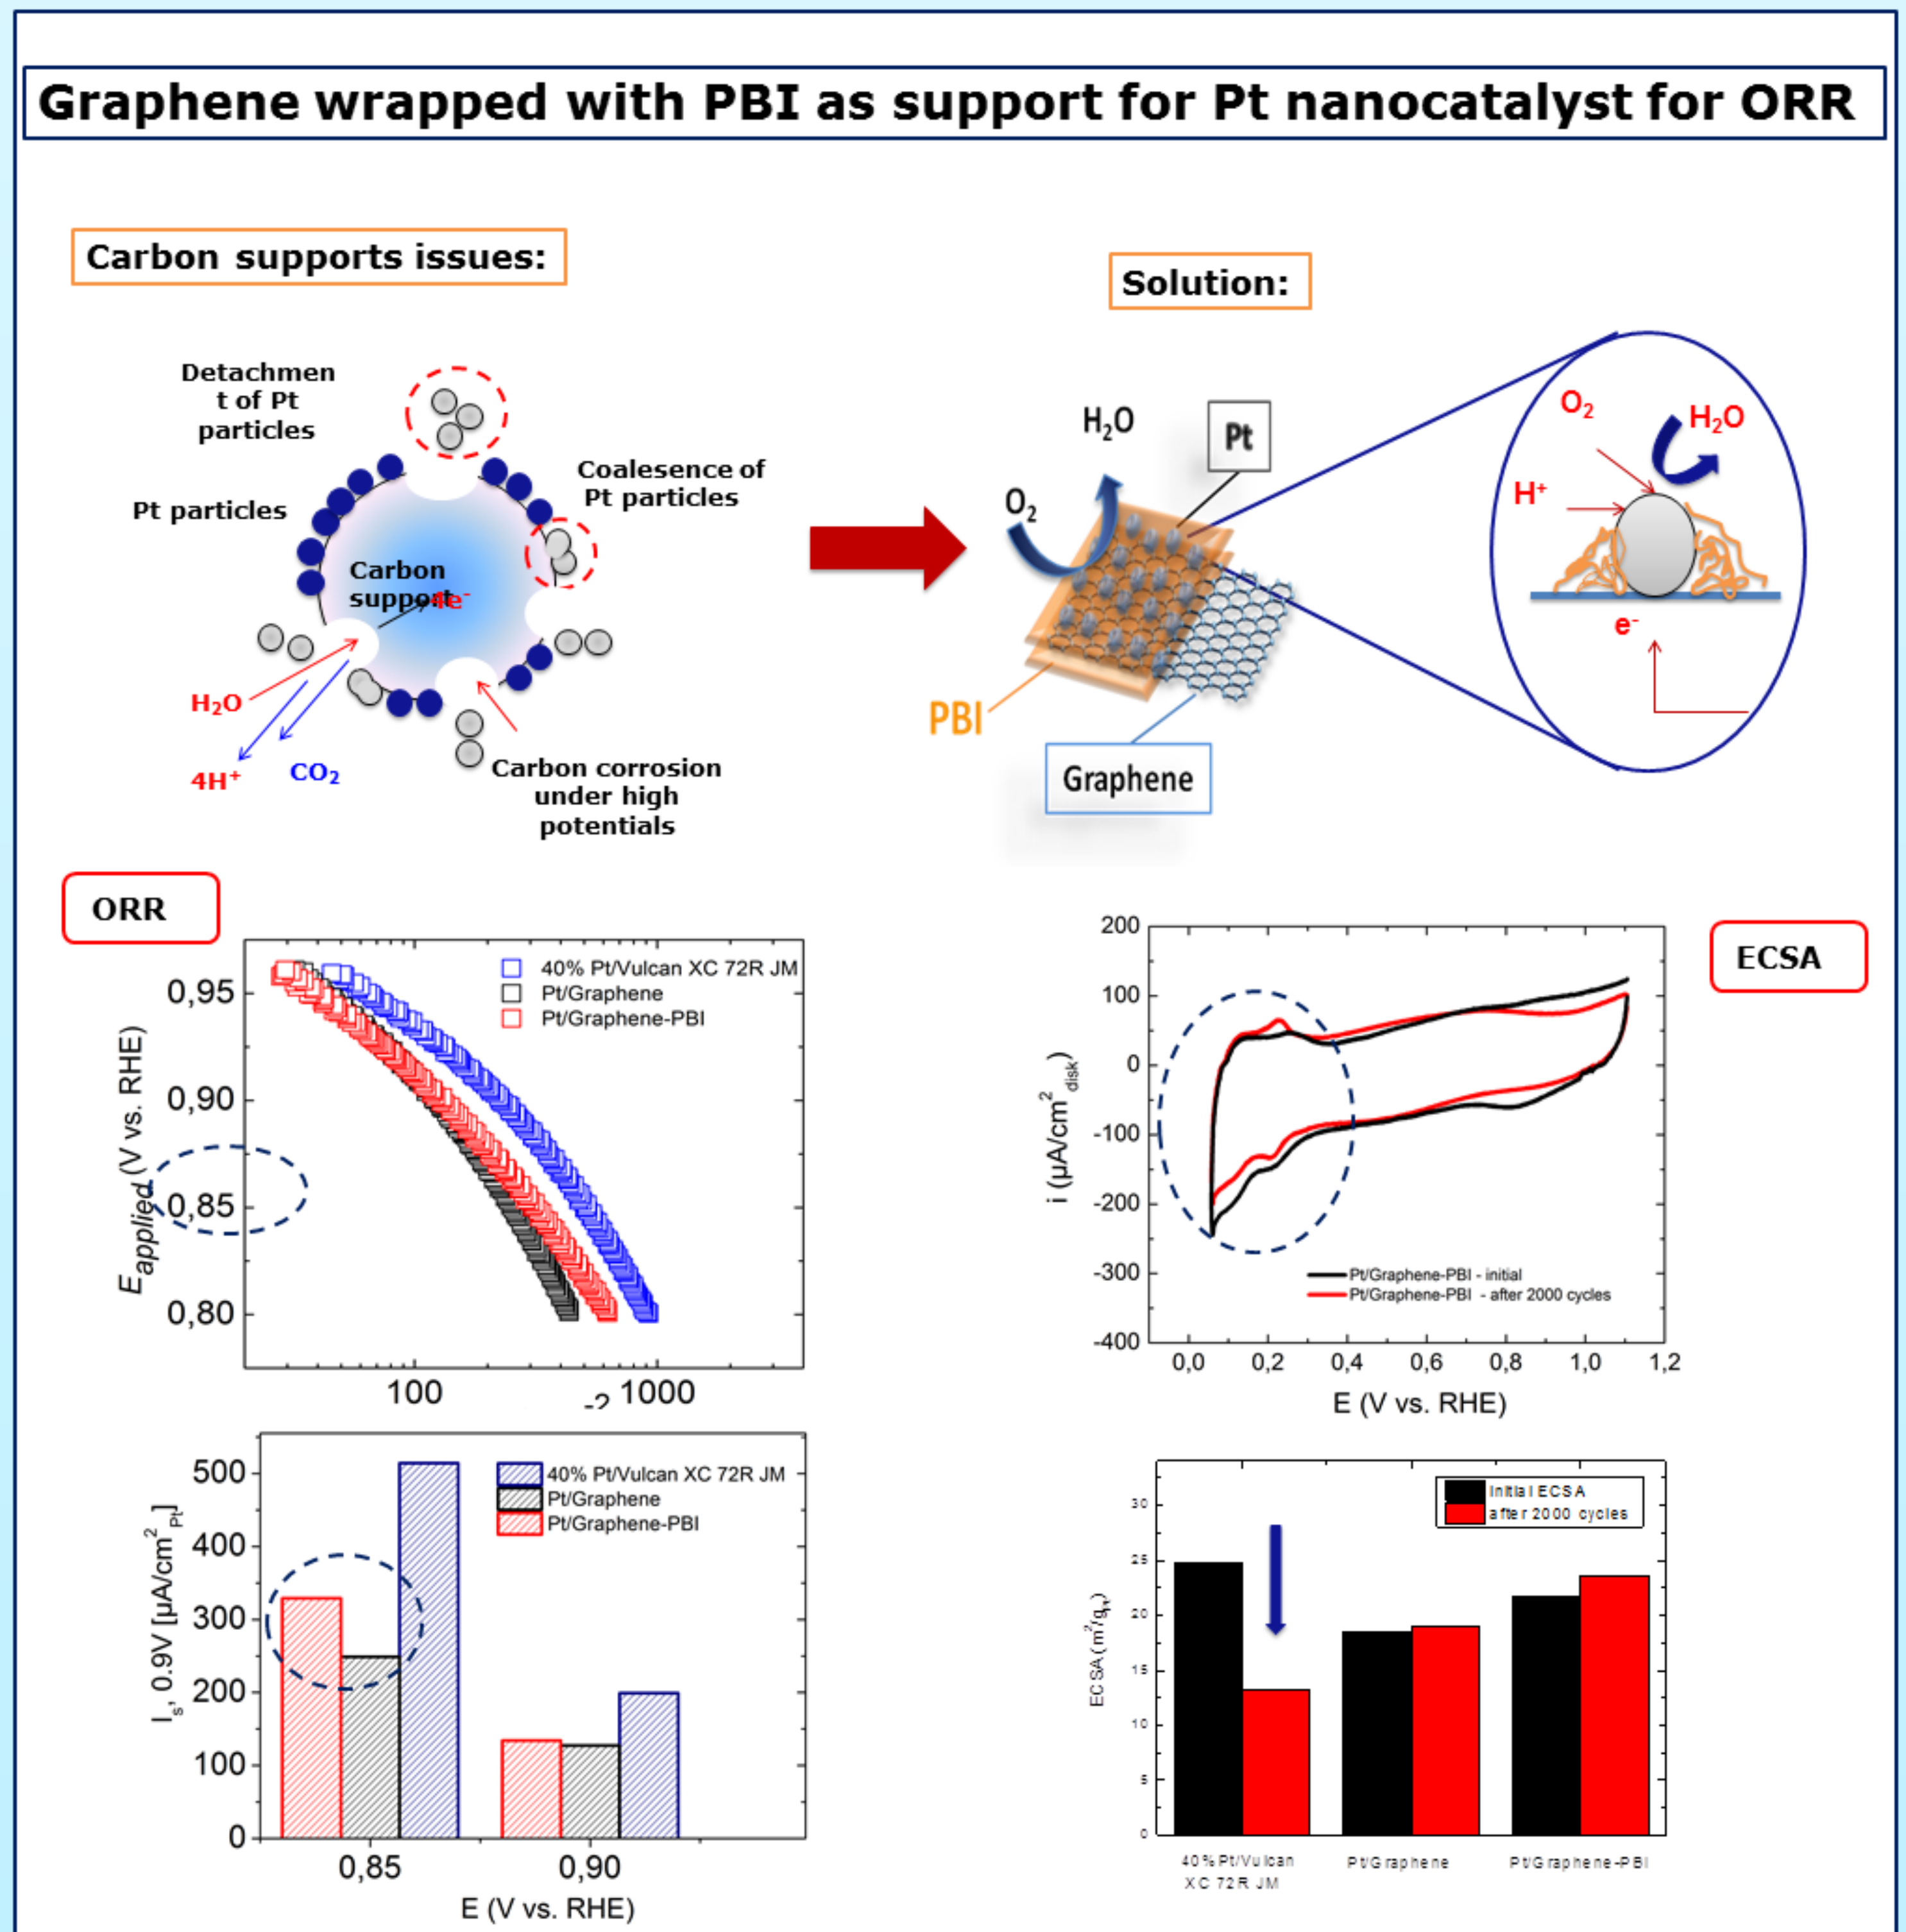 Graphene wrapped with PBI as support for Pt nanocatalyst for ORR
Carbon supports issues:
Solution:
Detachmen
t of Pt
particles
Pt particles
Coalesence of
Pt particles
Carbon
support
4e⁻
H₂O
4H⁺
CO₂
Carbon corrosion
under high
potentials
H₂O
Pt
O₂
PBI
Graphene
O₂
H₂O
H⁺
e⁻
ORR
40% Pt/Vulcan XC 72R JM
Pt/Graphene
Pt/Graphene-PBI
0,95
0,90
0,85
0,80
E applied (V vs. RHE)
100
-2
1000
ECSA
200
100
0
-100
-200
-300
-400
i (µA/cm²disk)
Pt/Graphene-PBI - initial
Pt/Graphene-PBI - after 2000 cycles
0,0 0,2 0,4 0,6 0,8 1,0 1,2
E (V vs. RHE)
40% Pt/Vulcan XC 72R JM
Pt/Graphene
Pt/Graphene-PBI
500
400
300
200
100
0
Is, 0.9V [µA/cm²Pt]
0,85 0,90
E (V vs. RHE)
Initial ECSA
after 2000 cycles
30
25
20
15
10
5
0
ECSA (m²/gPt)
40% Pt/Vulcan
XC 72R JM
Pt/Graphene
Pt/Graphene-PBI